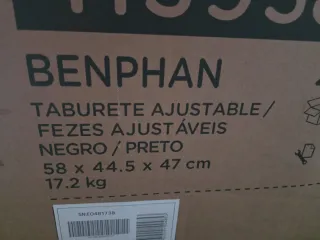 BENPHAN
TABURETE AJUSTABLE /
FEZES AJUSTÁVEIS
NEGRO / PRETO
58 x 44.5 x 47 cm
17.2 kg